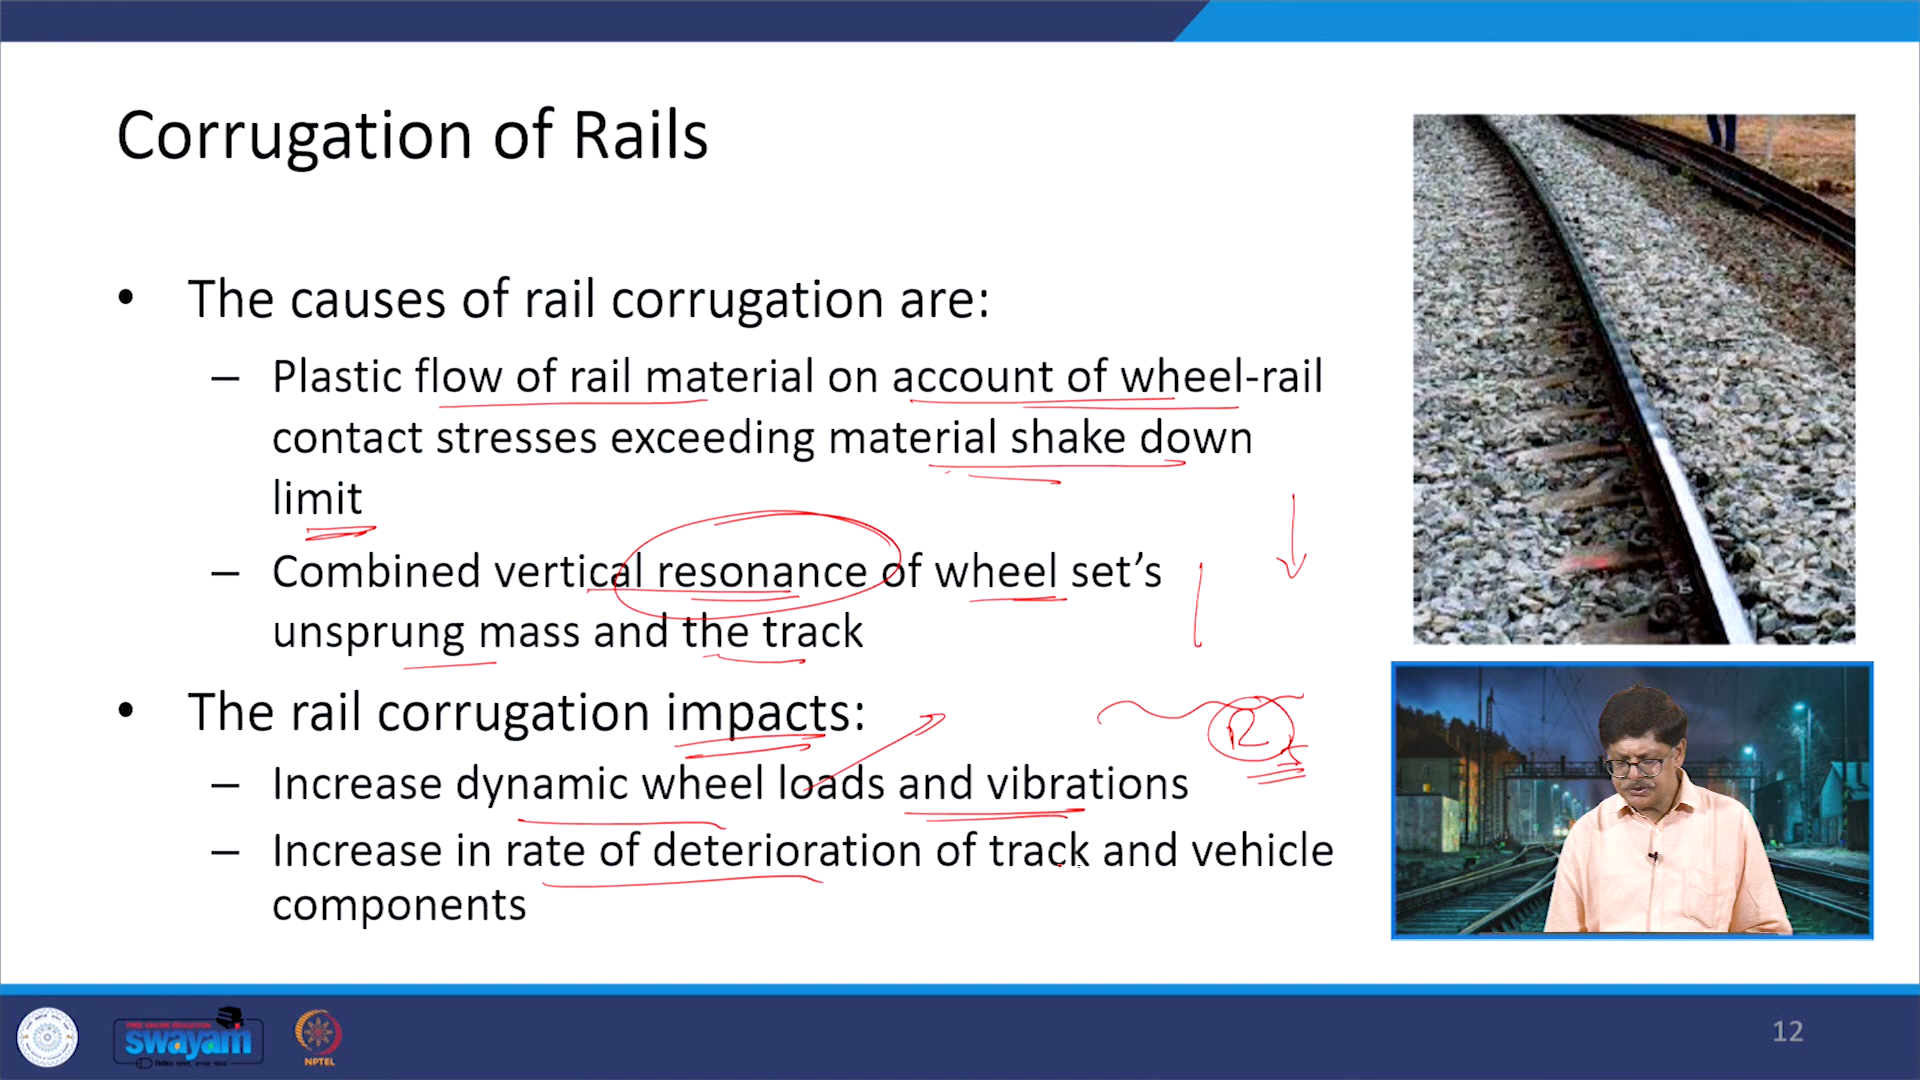 Corrugation of Rails
• The causes of rail corrugation are:
– Plastic flow of rail material on account of wheel-rail
contact stresses exceeding material shake down
limit
– Combined vertical resonance of wheel set’s
unsprung mass and the track
• The rail corrugation impacts:
– Increase dynamic wheel loads and vibrations
– Increase in rate of deterioration of track and vehicle
components
FREE ONLINE EDUCATION
swayam
NPTEL
12